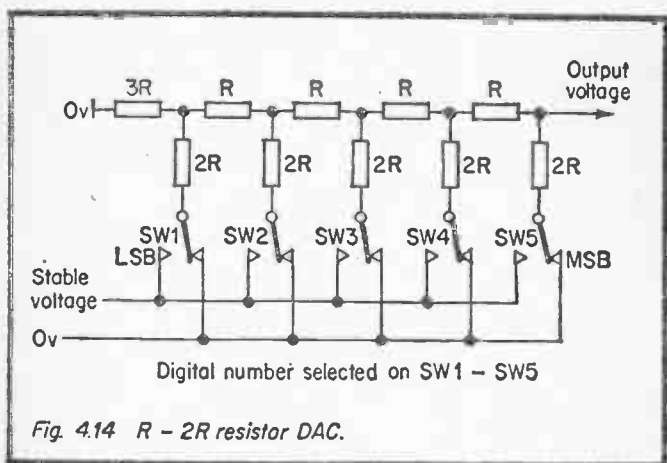 Output
voltage
Ov 3R R R R R
2R 2R 2R 2R 2R
SW1 SW2 SW3 SW4 SW5
LSB MSB
Stable
voltage
Ov
Digital number selected on SW1 – SW5
Fig. 4.14 R – 2R resistor DAC.